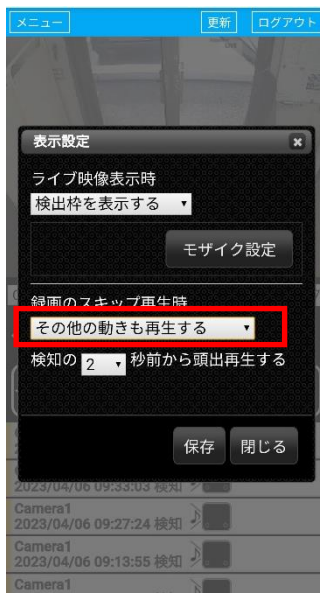 メニュー 更新 ログアウト
表示設定
ライブ映像表示時
検出枠を表示する
モザイク設定
録画のスキップ再生時
その他の動きも再生する
検知の 2 秒前から頭出再生する
保存 閉じる
2023/04/06 09:33:03 検知
Camera1
2023/04/06 09:27:24 検知
Camera1
2023/04/06 09:13:55 検知
Camera1